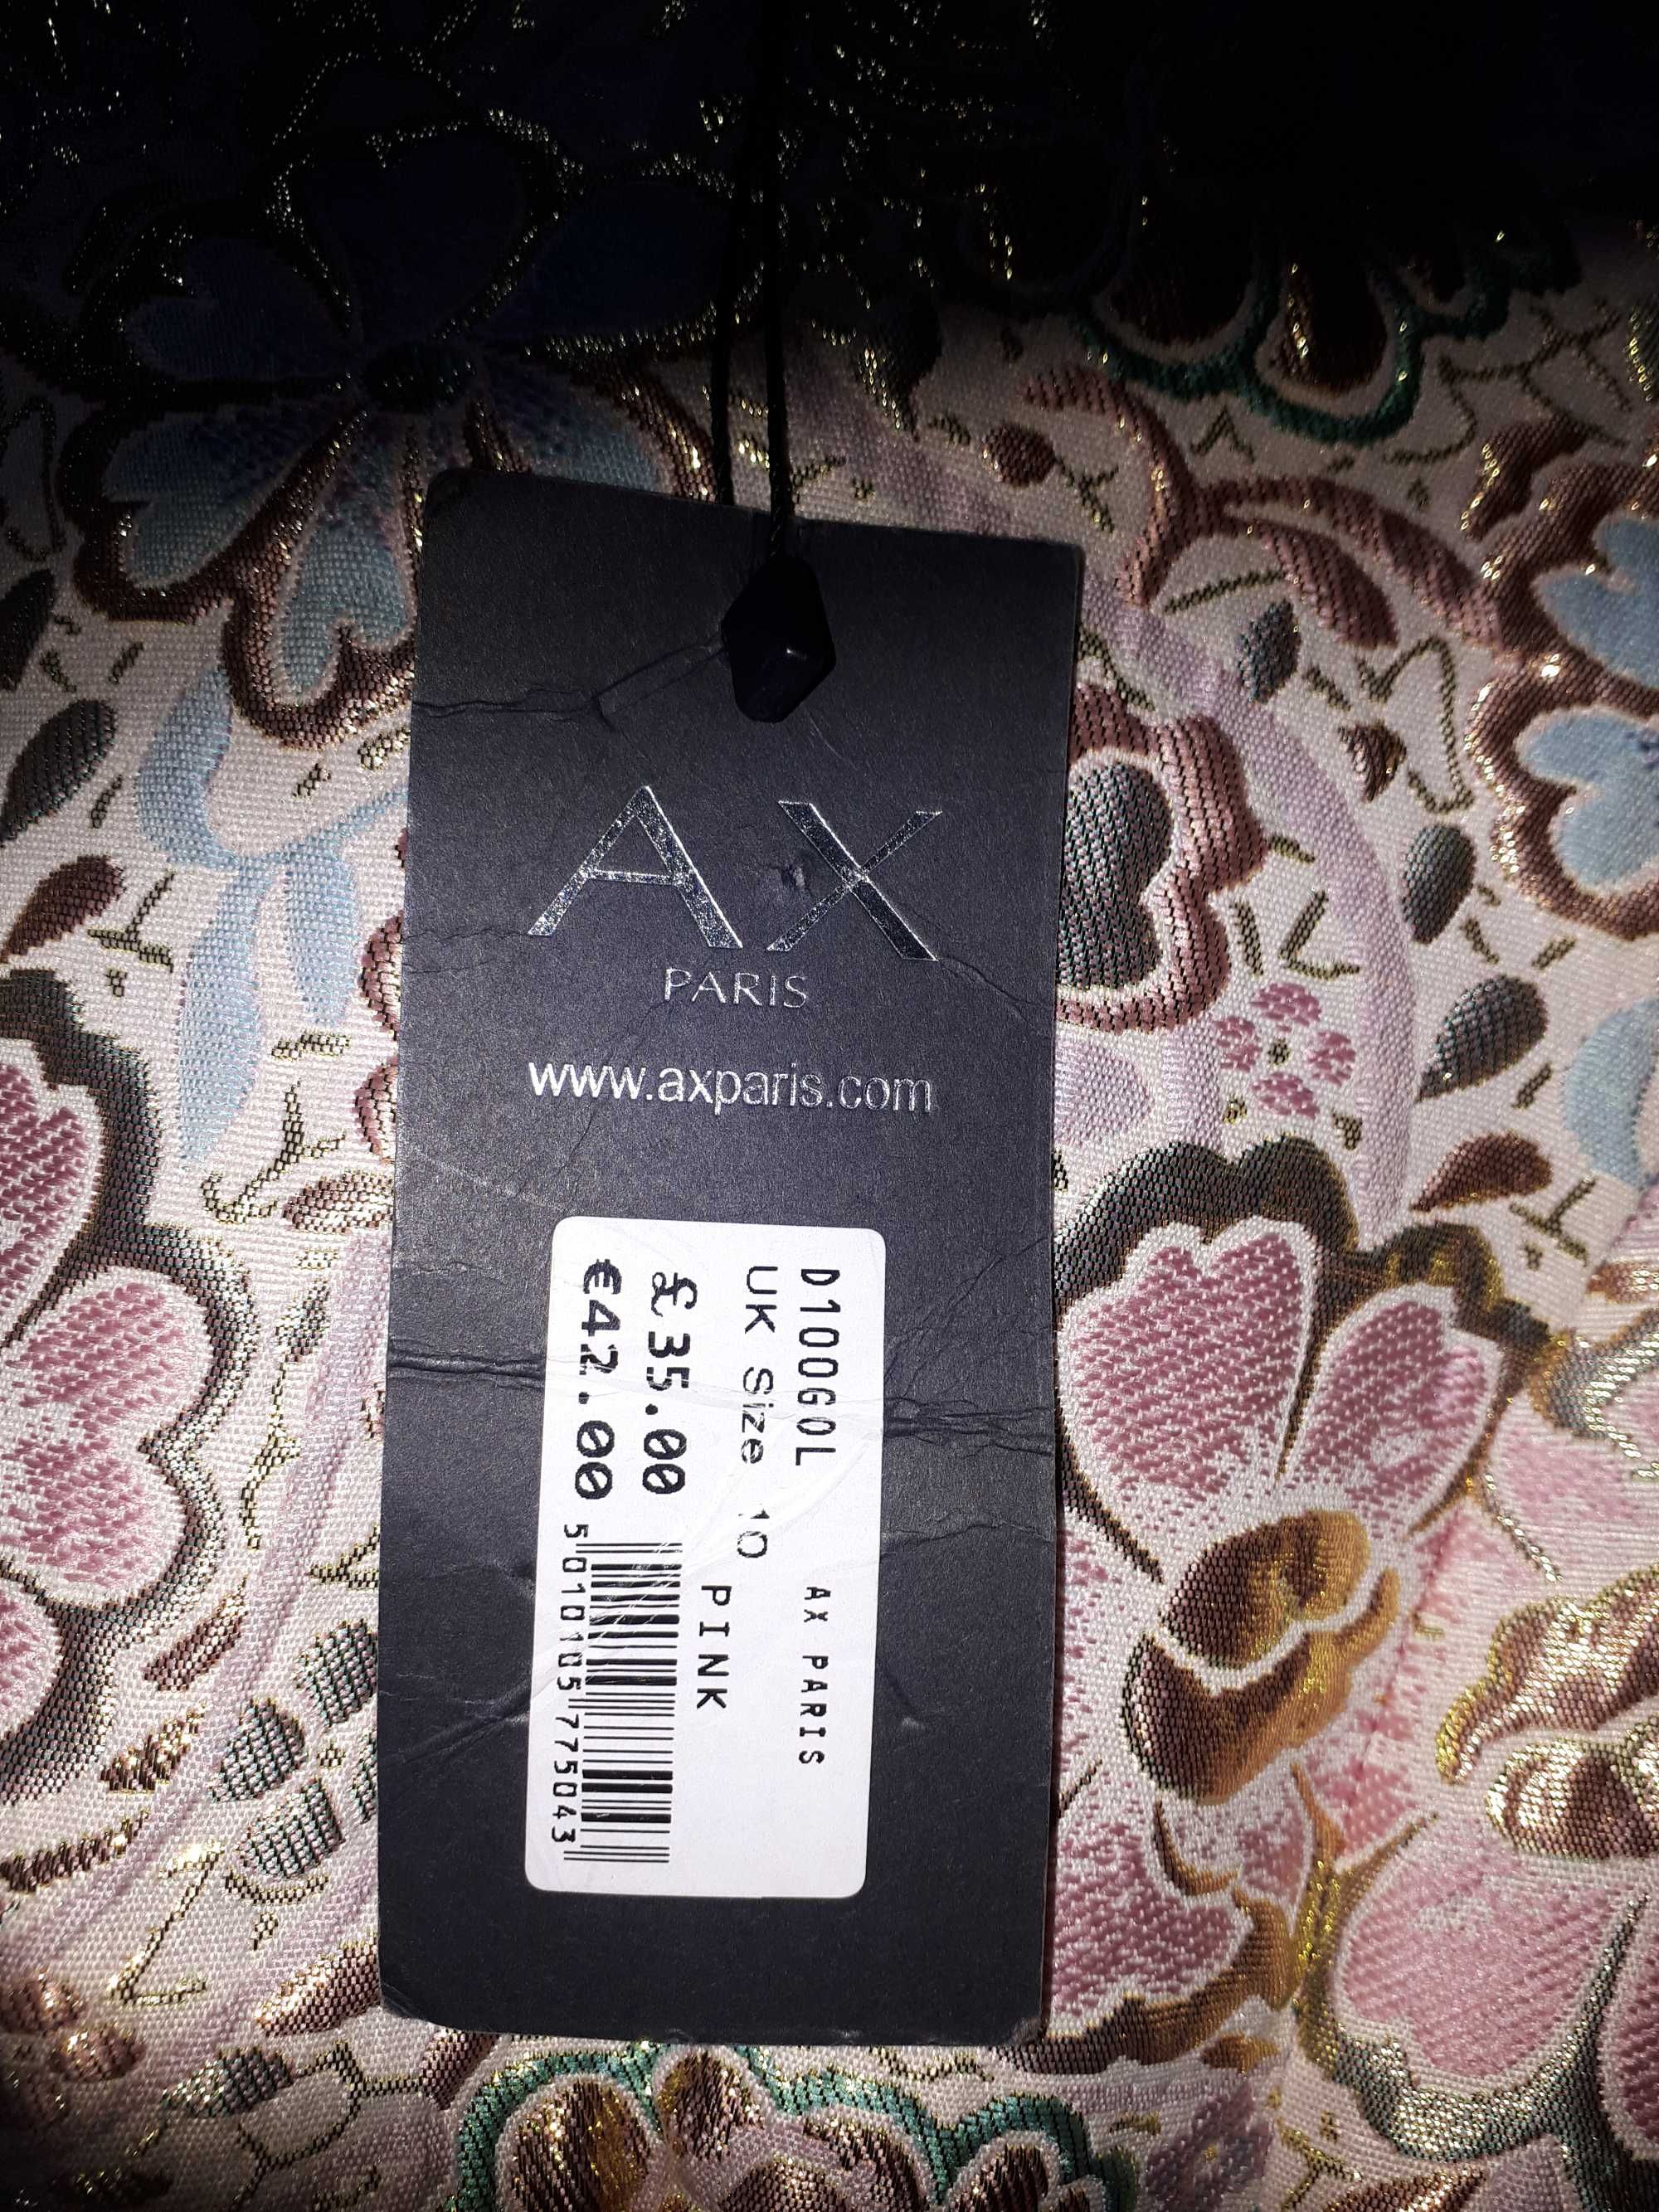 AX
PARIS
www.axparis.com
D100GOL AX PARIS
UK Size 10
PINK
£35.00
€42.00
5010105775043